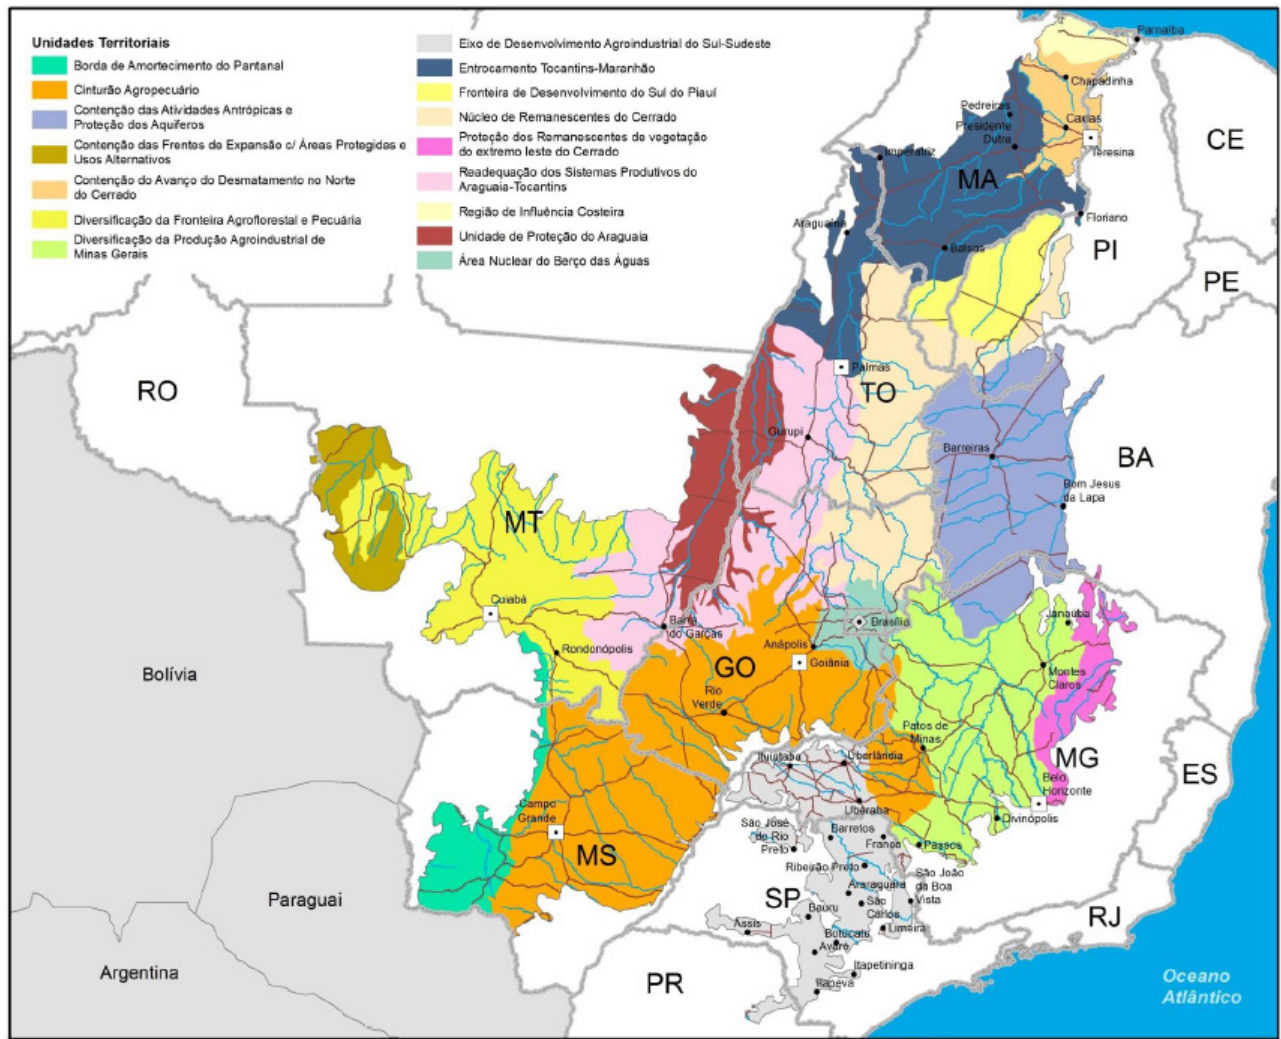 Unidades Territoriais
Borda de Amortecimento do Pantanal
Cinturão Agropecuário
Contenção das Atividades Antrópicas e
Proteção dos Aquíferos
Contenção das Frentes de Expansão c/ Áreas Protegidas e
Usos Alternativos
Contenção do Avanço do Desmatamento no Norte
do Cerrado
Diversificação da Fronteira Agroflorestal e Pecuária
Diversificação da Produção Agroindustrial de
Minas Gerais
Eixo de Desenvolvimento Agroindustrial do Sul-Sudeste
Entrocamento Tocantins-Maranhão
Fronteira de Desenvolvimento do Sul do Piauí
Núcleo de Remanescentes do Cerrado
Proteção dos Remanescentes de vegetação
do extremo leste do Cerrado
Readequação dos Sistemas Produtivos do
Araguaia-Tocantins
Região de Influência Costeira
Unidade de Proteção do Araguaia
Área Nuclear do Berço das Águas
Parnaíba
Chapadinha
Pedreiras
Caxias
Presidente
Dutra
Teresina
CE
Imperatriz
MA
Floriano
Araguaína
Balsas
PI
PE
RO
Palmas
TO
Gurupi
Barreiras
BA
Bom Jesus
da Lapa
MT
Cuiabá
Brasília
Janaúba
Barra
do Garças
Anápolis
Rondonópolis
Goiânia
GO
Montes
Claros
Bolívia
Rio
Verde
Patos de
Minas
MG
Ituiutaba
Uberlândia
ES
Belo
Horizonte
Campo
Grande
Uberaba
Divinópolis
São José
do Rio
Preto
Barretos
Franca
Passos
MS
Ribeirão Preto
São João
da Boa
Vista
Araraquara
SP
São
Carlos
Paraguai
Bauru
RJ
Assis
Limeira
Botucatu
Avaré
Itapetininga
Argentina
PR
Itapeva
Oceano
Atlântico